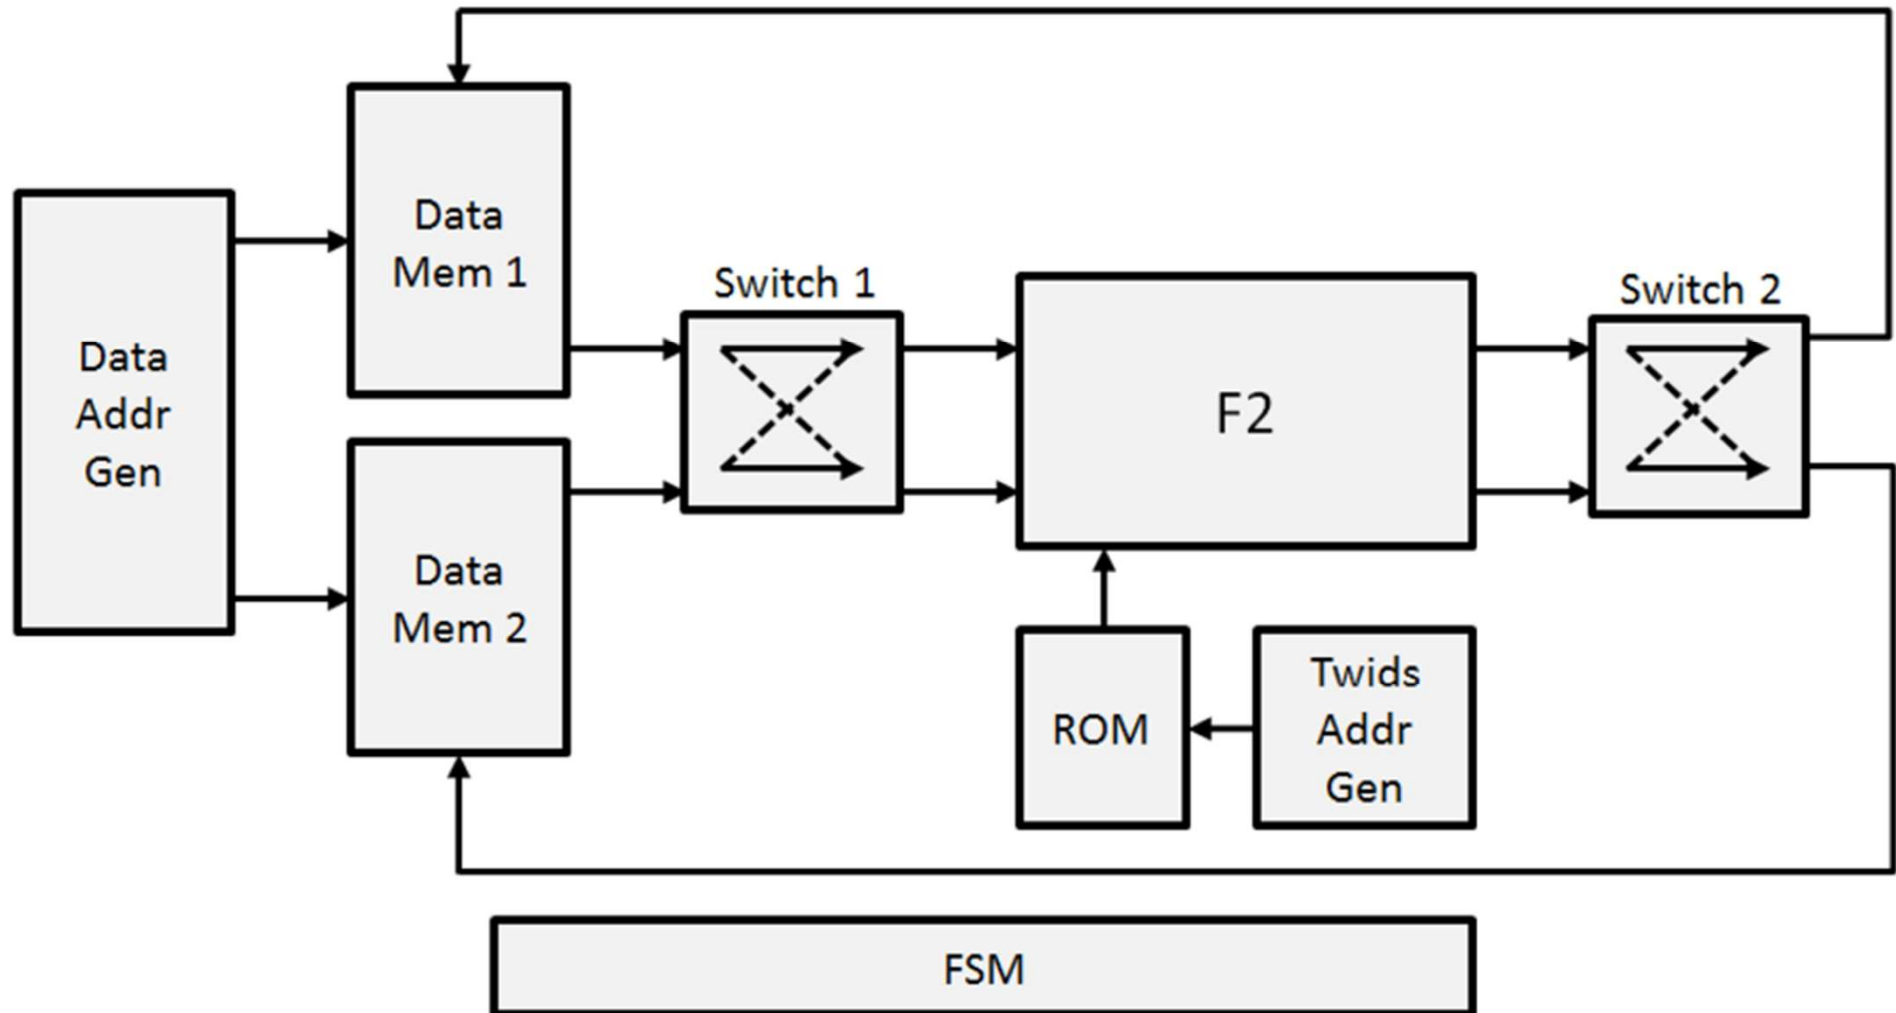 Data
Addr
Gen
Data
Mem 1
Data
Mem 2
Switch 1
F2
Switch 2
ROM
Twids
Addr
Gen
FSM